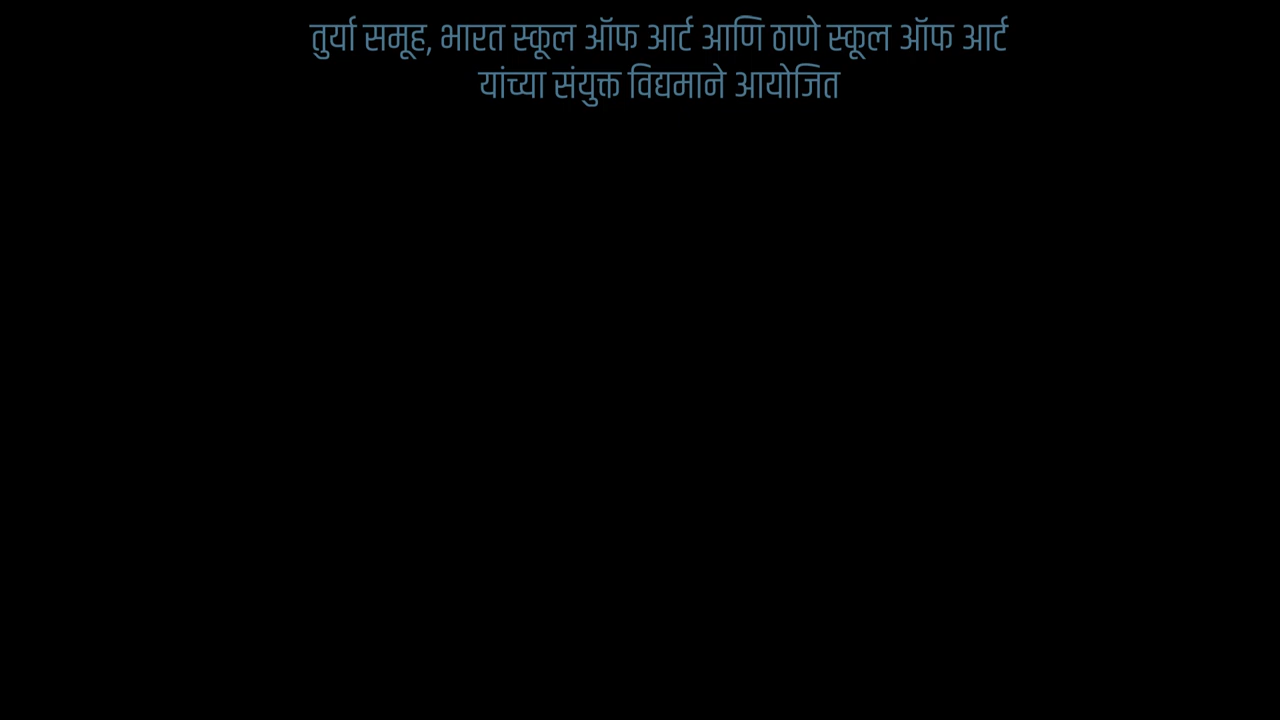 तुर्या समूह, भारत स्कूल ऑफ आर्ट आणि ठाणे स्कूल ऑफ आर्ट
यांच्या संयुक्त विद्यमाने आयोजित